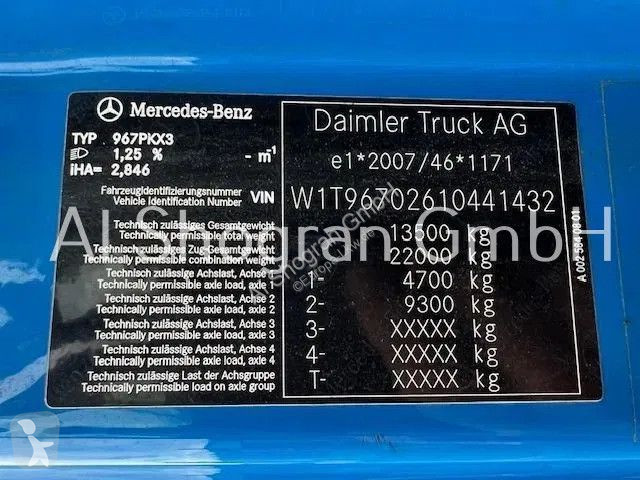 Mercedes-Benz
TYP 967PKX3
1,25 % - m⁻¹
iHA= 2,846
Fahrzeugidentifizierungsnummer
Vehicle Identification Number
VIN
Daimler Truck AG
e1*2007/46*1171
W1T96702610441432
Technisch zulässiges Gesamtgewicht
Technically permissible total weight
13500 kg
Technisch zulässiges Zug-Gesamtgewicht
Technically permissible combination weight
22000 kg
Technisch zulässige Achslast, Achse 1
Technically permissible axle load, axle 1
1- 4700 kg
Technisch zulässige Achslast, Achse 2
Technically permissible axle load, axle 2
2- 9300 kg
Technisch zulässige Achslast, Achse 3
Technically permissible axle load, axle 3
3- XXXXX kg
Technisch zulässige Achslast, Achse 4
Technically permissible axle load, axle 4
4- XXXXX kg
Technisch zulässige Last der Achsgruppe
Technically permissible load on axle group
T- XXXXX kg
Al Shogran GmbH